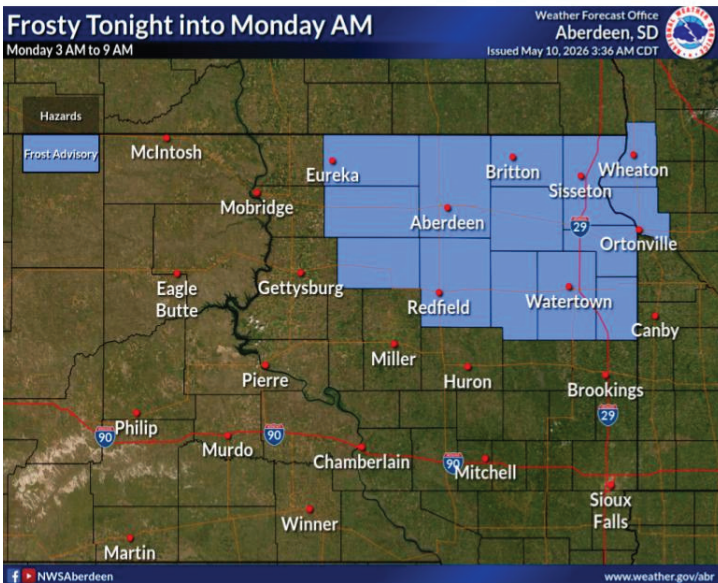 Frosty Tonight into Monday AM
Monday 3 AM to 9 AM
Weather Forecast Office
Aberdeen, SD
Issued May 10, 2026 3:36 AM CDT
Hazards
Frost Advisory
McIntosh
Eureka
Britton
Wheaton
Sisseton
Mobridge
Aberdeen
29
Ortonville
Eagle
Butte
Gettysburg
Redfield
Watertown
Canby
Miller
Pierre
Huron
Brookings
29
Philip
90
Murdo
90
Chamberlain
90
Mitchell
Sioux
Falls
Winner
Martin
NWSAberdeen
www.weather.gov/abr